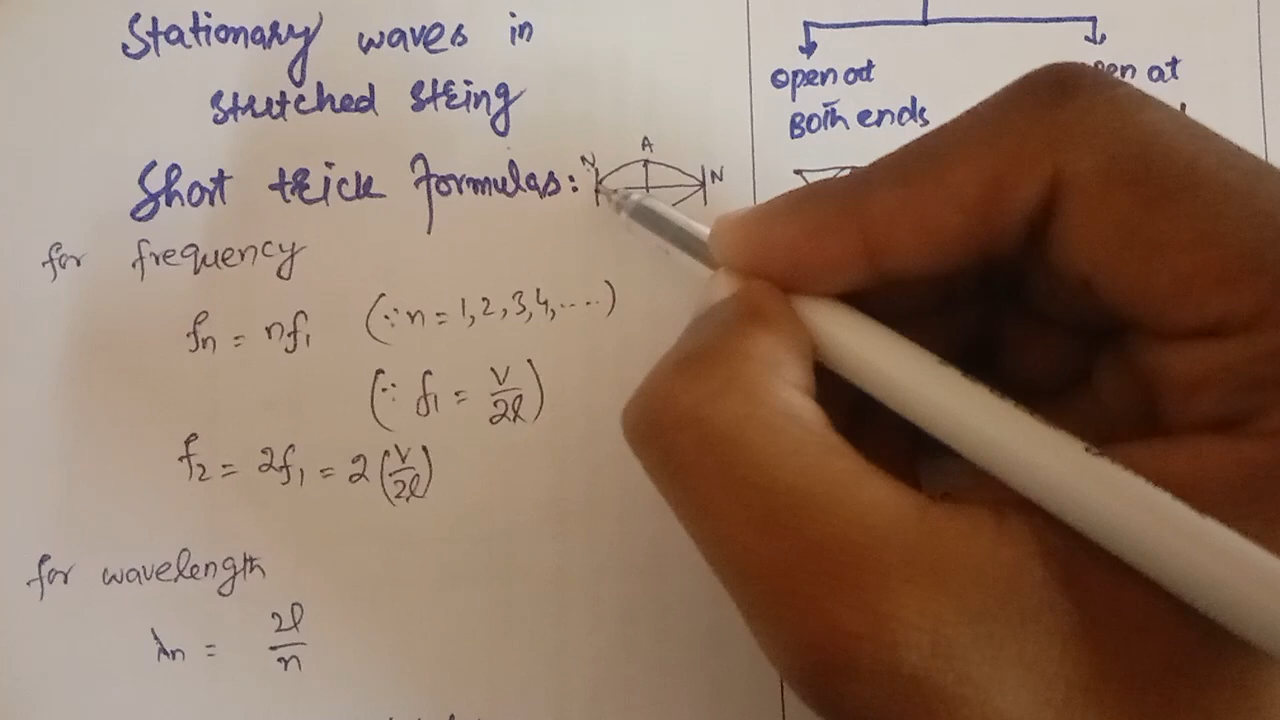 Stationary waves in
stretched string
Short trick formulas:
N A N
for frequency
fn = nf1 (∵ n = 1,2,3,4,....)
(∵ f1 = v/2l)
f2 = 2f1 = 2(v/2l)
for wavelength
λn = 2l/n
open at
Both ends
at